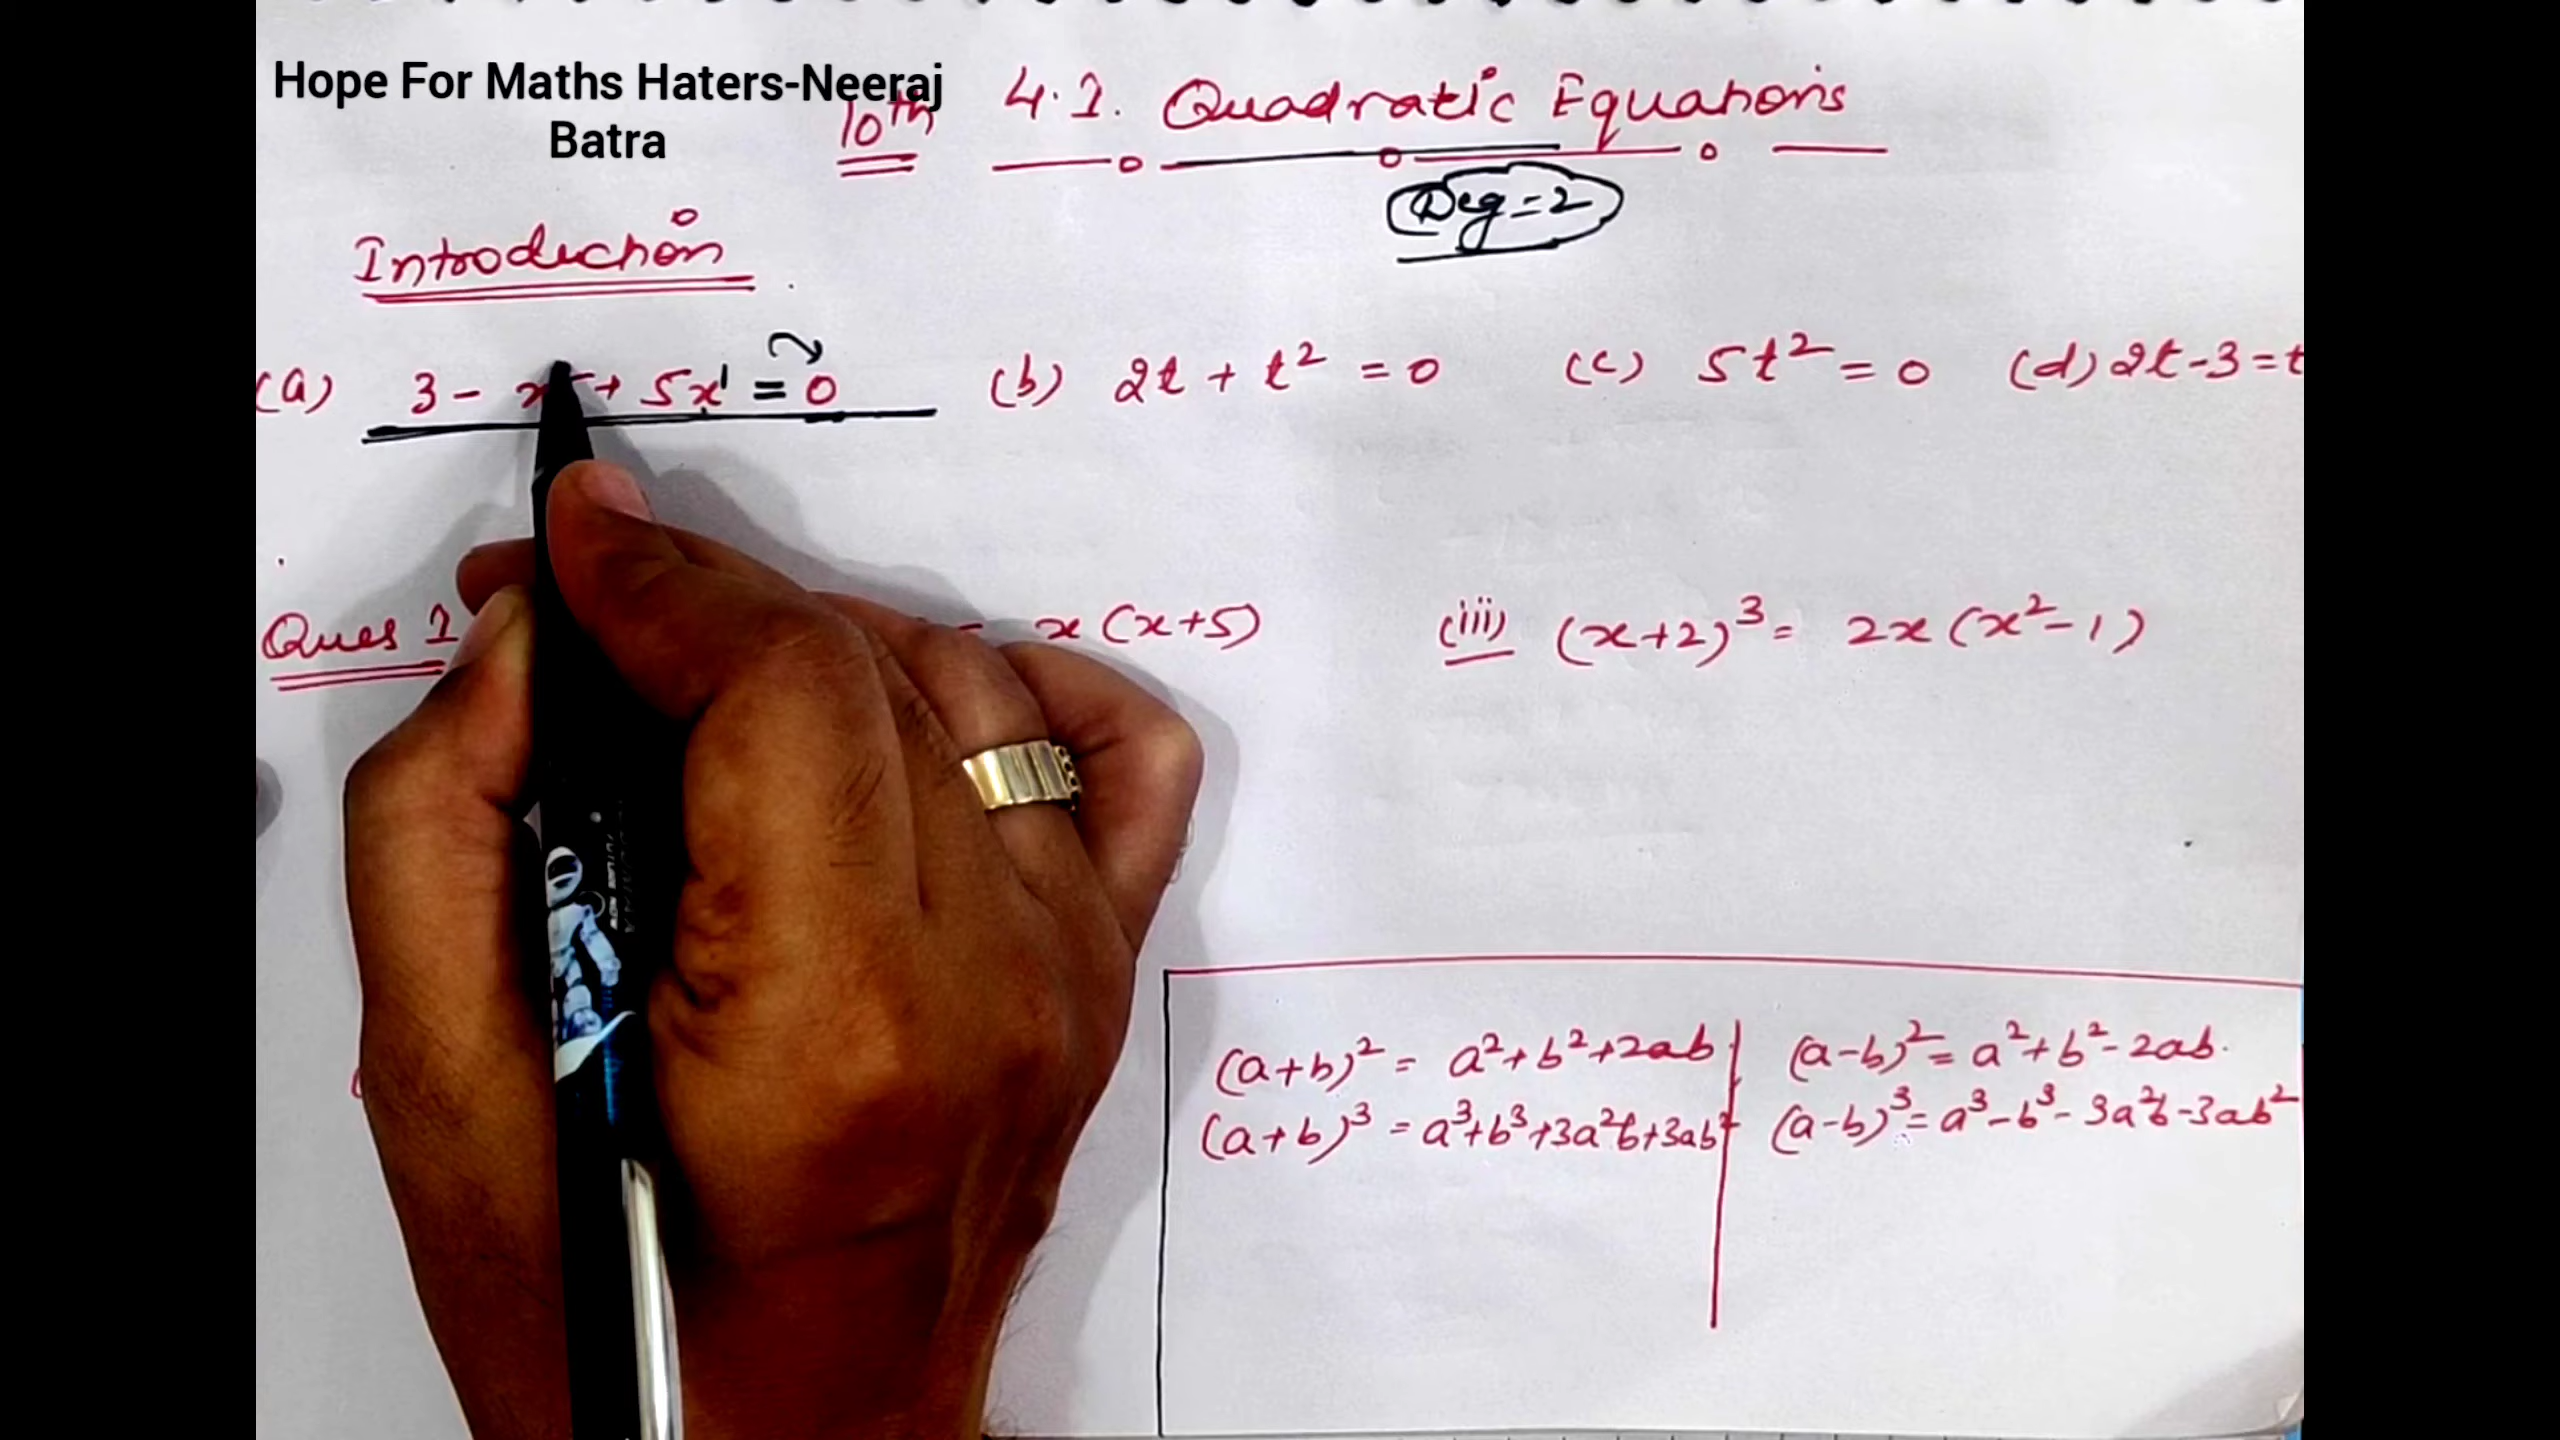 Hope For Maths Haters-Neeraj
Batra
10th 4.1. Quadratic Equations
Deg=2
Introduction
(a) 3 - x + 5x¹ = 0 (b) 2t + t² = 0 (c) 5t² = 0 (d) 2t-3=t
Ques 1 = x(x+5) (iii) (x+2)³ = 2x(x²-1)
(a+b)² = a²+b²+2ab. (a-b)² = a²+b²-2ab.
(a+b)³ = a³+b³+3a²b+3ab² (a-b)³ = a³-b³-3a²b-3ab²